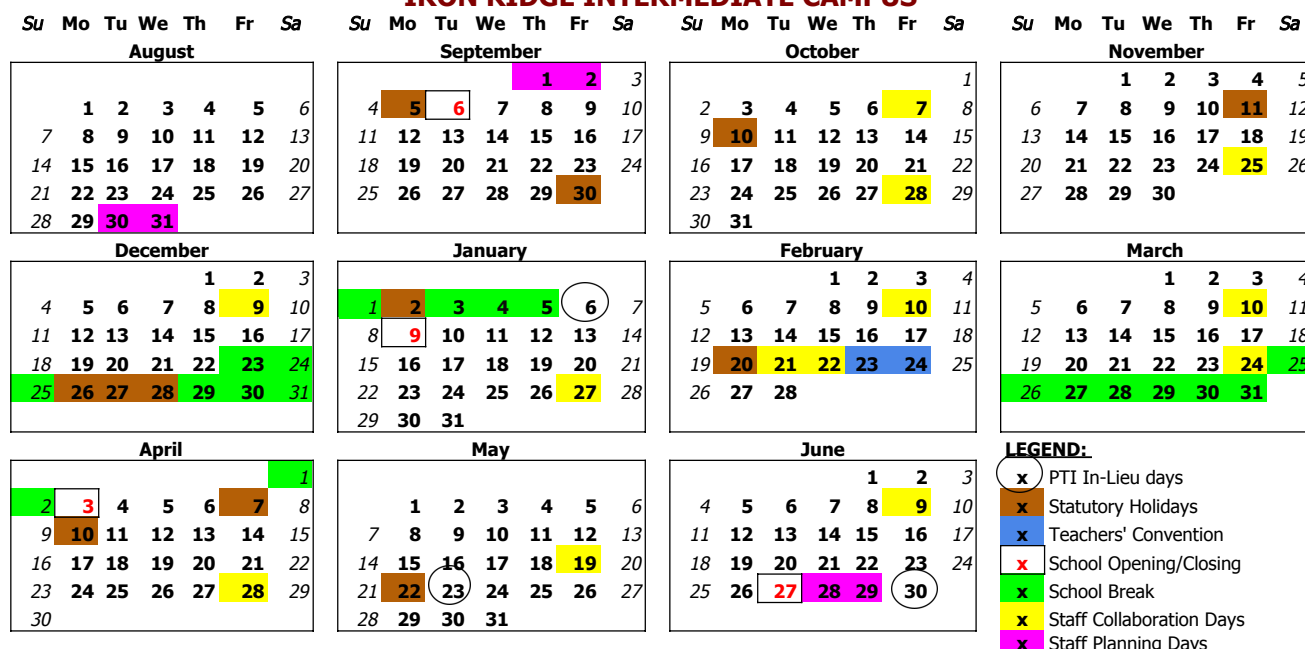 IRON RIDGE INTERMEDIATE CAMPUS
Su Mo Tu We Th Fr Sa Su Mo Tu We Th Fr Sa Su Mo Tu We Th Fr Sa Su Mo Tu We Th Fr Sa
August September October November
1 2 3 1 1 2 3 4 5
1 2 3 4 5 6 4 5 6 7 8 9 10 2 3 4 5 6 7 8 6 7 8 9 10 11 12
7 8 9 10 11 12 13 11 12 13 14 15 16 17 9 10 11 12 13 14 15 13 14 15 16 17 18 19
14 15 16 17 18 19 20 18 19 20 21 22 23 24 16 17 18 19 20 21 22 20 21 22 23 24 25 26
21 22 23 24 25 26 27 25 26 27 28 29 30 23 24 25 26 27 28 29 27 28 29 30
28 29 30 31 30 31
December January February March
1 2 3 1 2 3 4 1 2 3 4
4 5 6 7 8 9 10 1 2 3 4 5 6 7 5 6 7 8 9 10 11 5 6 7 8 9 10 11
11 12 13 14 15 16 17 8 9 10 11 12 13 14 12 13 14 15 16 17 18 12 13 14 15 16 17 18
18 19 20 21 22 23 24 15 16 17 18 19 20 21 19 20 21 22 23 24 25 19 20 21 22 23 24 25
25 26 27 28 29 30 31 22 23 24 25 26 27 28 26 27 28 26 27 28 29 30 31
29 30 31
April May June LEGEND:
1 1 2 3 x PTI In-Lieu days
2 3 4 5 6 7 8 1 2 3 4 5 6 4 5 6 7 8 9 10 x Statutory Holidays
9 10 11 12 13 14 15 7 8 9 10 11 12 13 11 12 13 14 15 16 17 x Teachers' Convention
16 17 18 19 20 21 22 14 15 16 17 18 19 20 18 19 20 21 22 23 24 x School Opening/Closing
23 24 25 26 27 28 29 21 22 23 24 25 26 27 25 26 27 28 29 30 x School Break
30 28 29 30 31 x Staff Collaboration Days
x Staff Planning Days